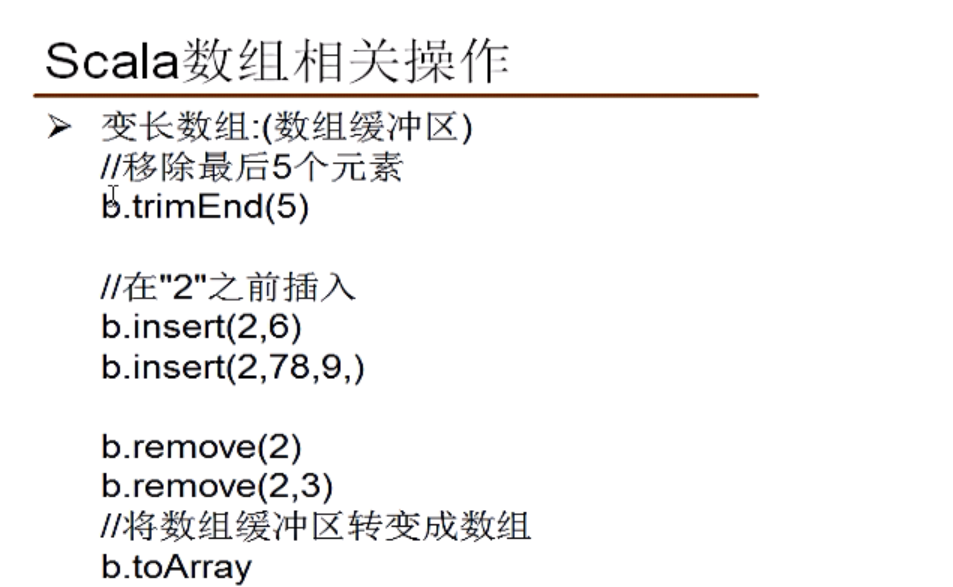 Scala数组相关操作
➢ 变长数组:(数组缓冲区)
//移除最后5个元素
b.trimEnd(5)
//在"2"之前插入
b.insert(2,6)
b.insert(2,78,9,)
b.remove(2)
b.remove(2,3)
//将数组缓冲区转变成数组
b.toArray